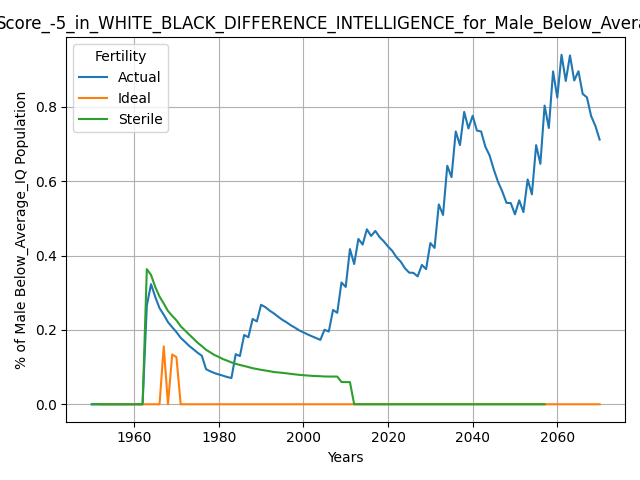 Score_-5_in_WHITE_BLACK_DIFFERENCE_INTELLIGENCE_for_Male_Below_Avera
Fertility
Actual
Ideal
Sterile
% of Male Below_Average_IQ Population
0.8
0.6
0.4
0.2
0.0
1960 1980 2000 2020 2040 2060
Years